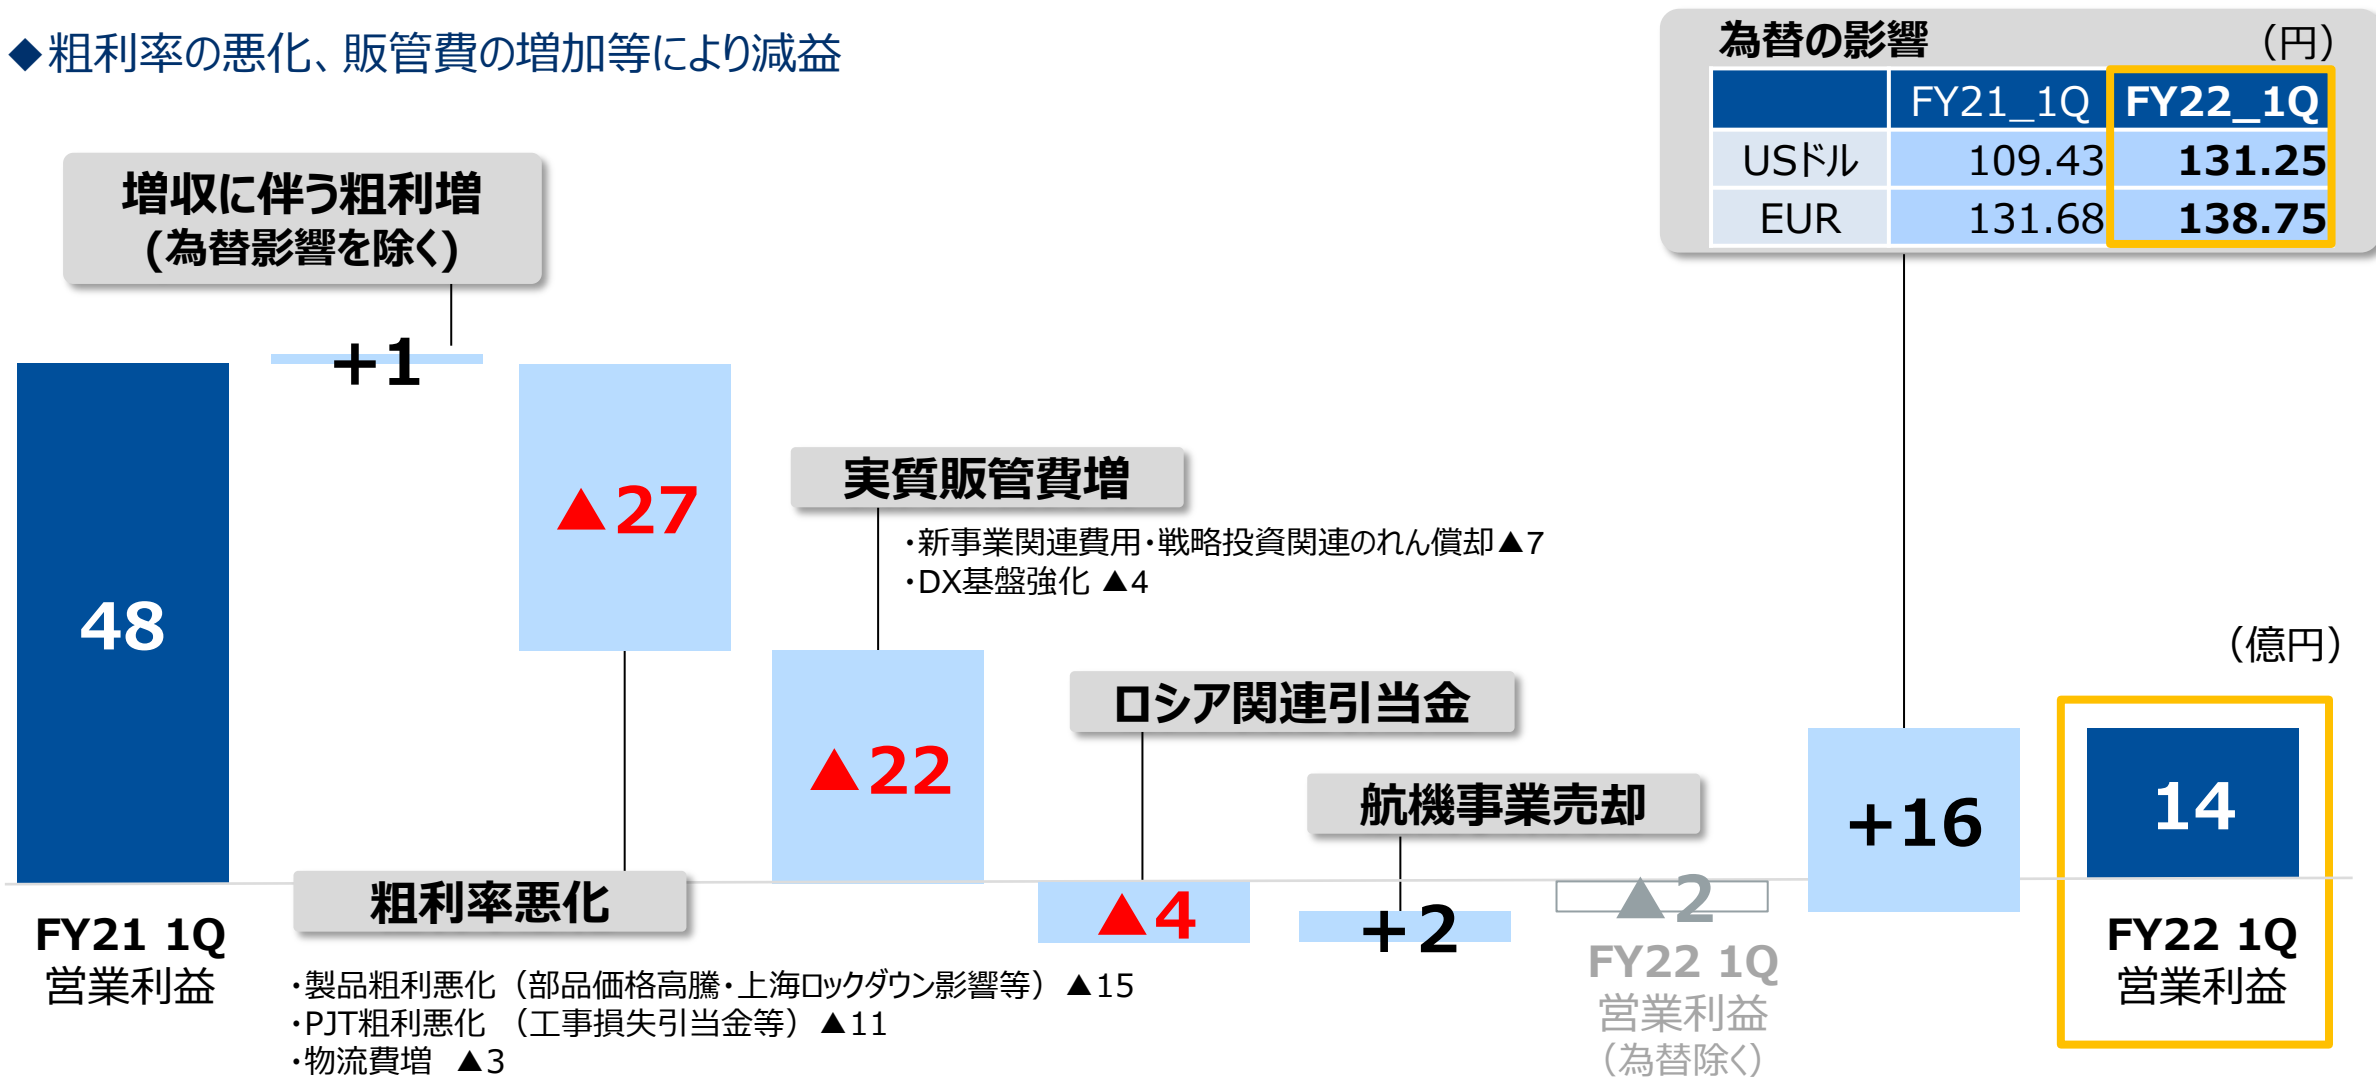 ◆粗利率の悪化、販管費の増加等により減益
為替の影響 （円）
FY21_1Q FY22_1Q
USドル 109.43 131.25
EUR 131.68 138.75
増収に伴う粗利増
(為替影響を除く)
+1
48
▲27
実質販管費増
・新事業関連費用・戦略投資関連のれん償却▲7
・DX基盤強化 ▲4
▲22
ロシア関連引当金
▲4
航機事業売却
+2
▲2
+16
（億円）
14
粗利率悪化
・製品粗利悪化（部品価格高騰・上海ロックダウン影響等） ▲15
・PJT粗利悪化 （工事損失引当金等） ▲11
・物流費増 ▲3
FY21 1Q
営業利益
FY22 1Q
営業利益
（為替除く）
FY22 1Q
営業利益